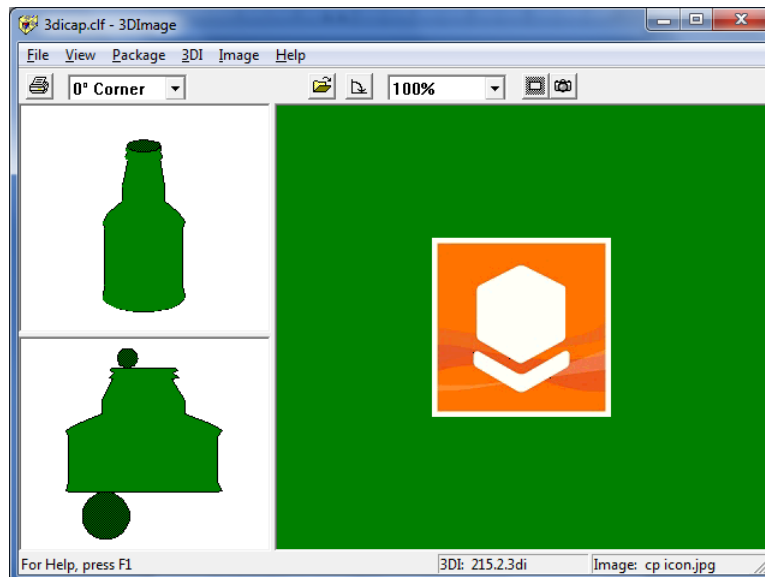 3dicap.clf - 3DImage
File View Package 3DI Image Help
0° Corner 100%
For Help, press F1 3DI: 215.2.3di Image: cp icon.jpg